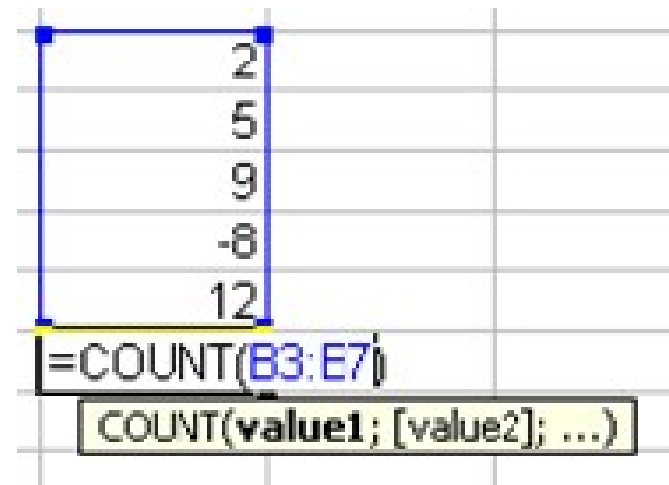 2
5
9
-8
12
=COUNT(B3:E7)
COUNT(value1; [value2]; ...)